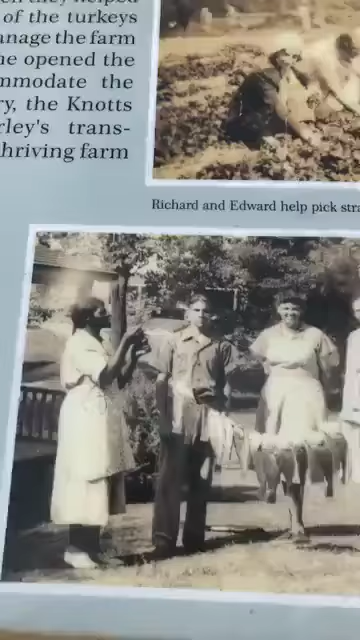 of the turkeys
anage the farm
he opened the
mmodate the
ry, the Knotts
rley's trans-
hriving farm
Richard and Edward help pick stra